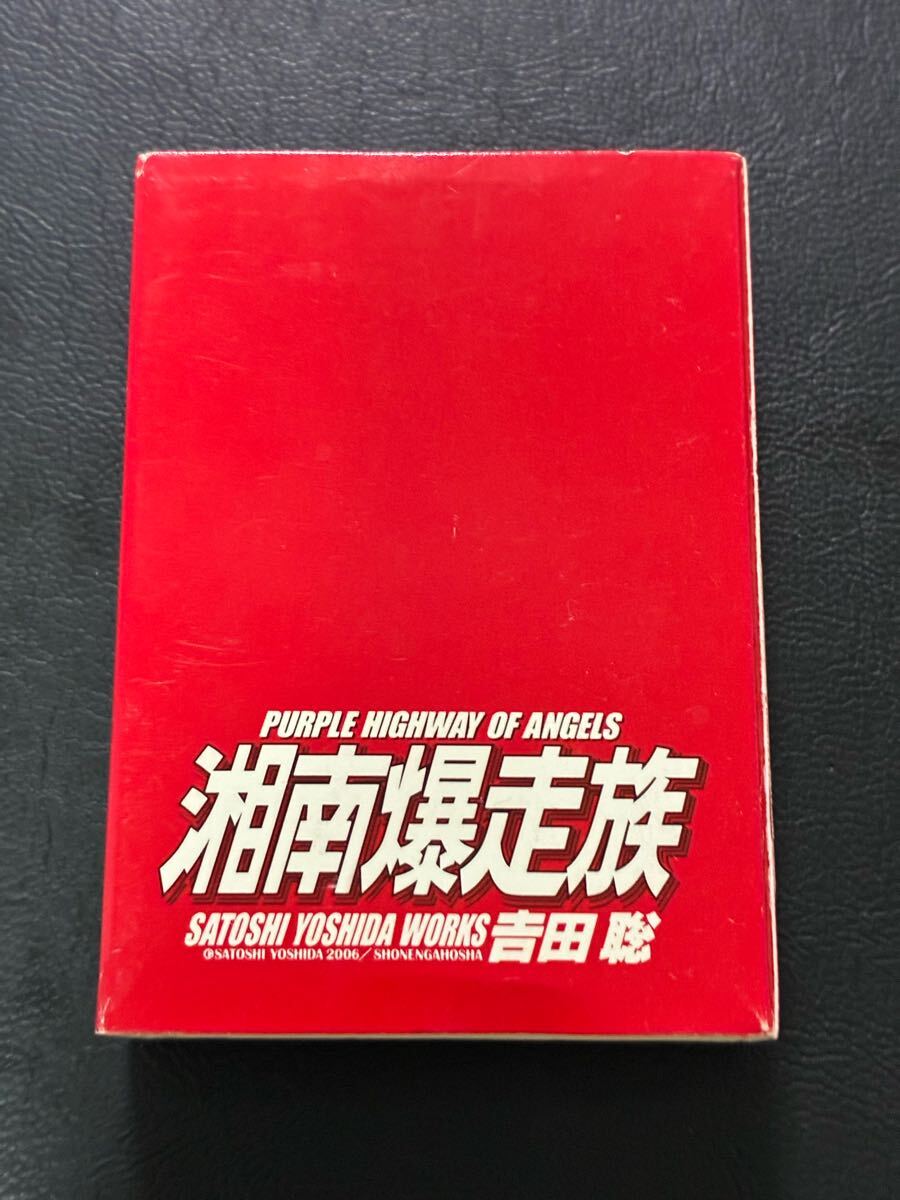 PURPLE HIGHWAY OF ANGELS
湘南爆走族
SATOSHI YOSHIDA WORKS 吉田 聡
©SATOSHI YOSHIDA 2006/SHONENGAHOSHA